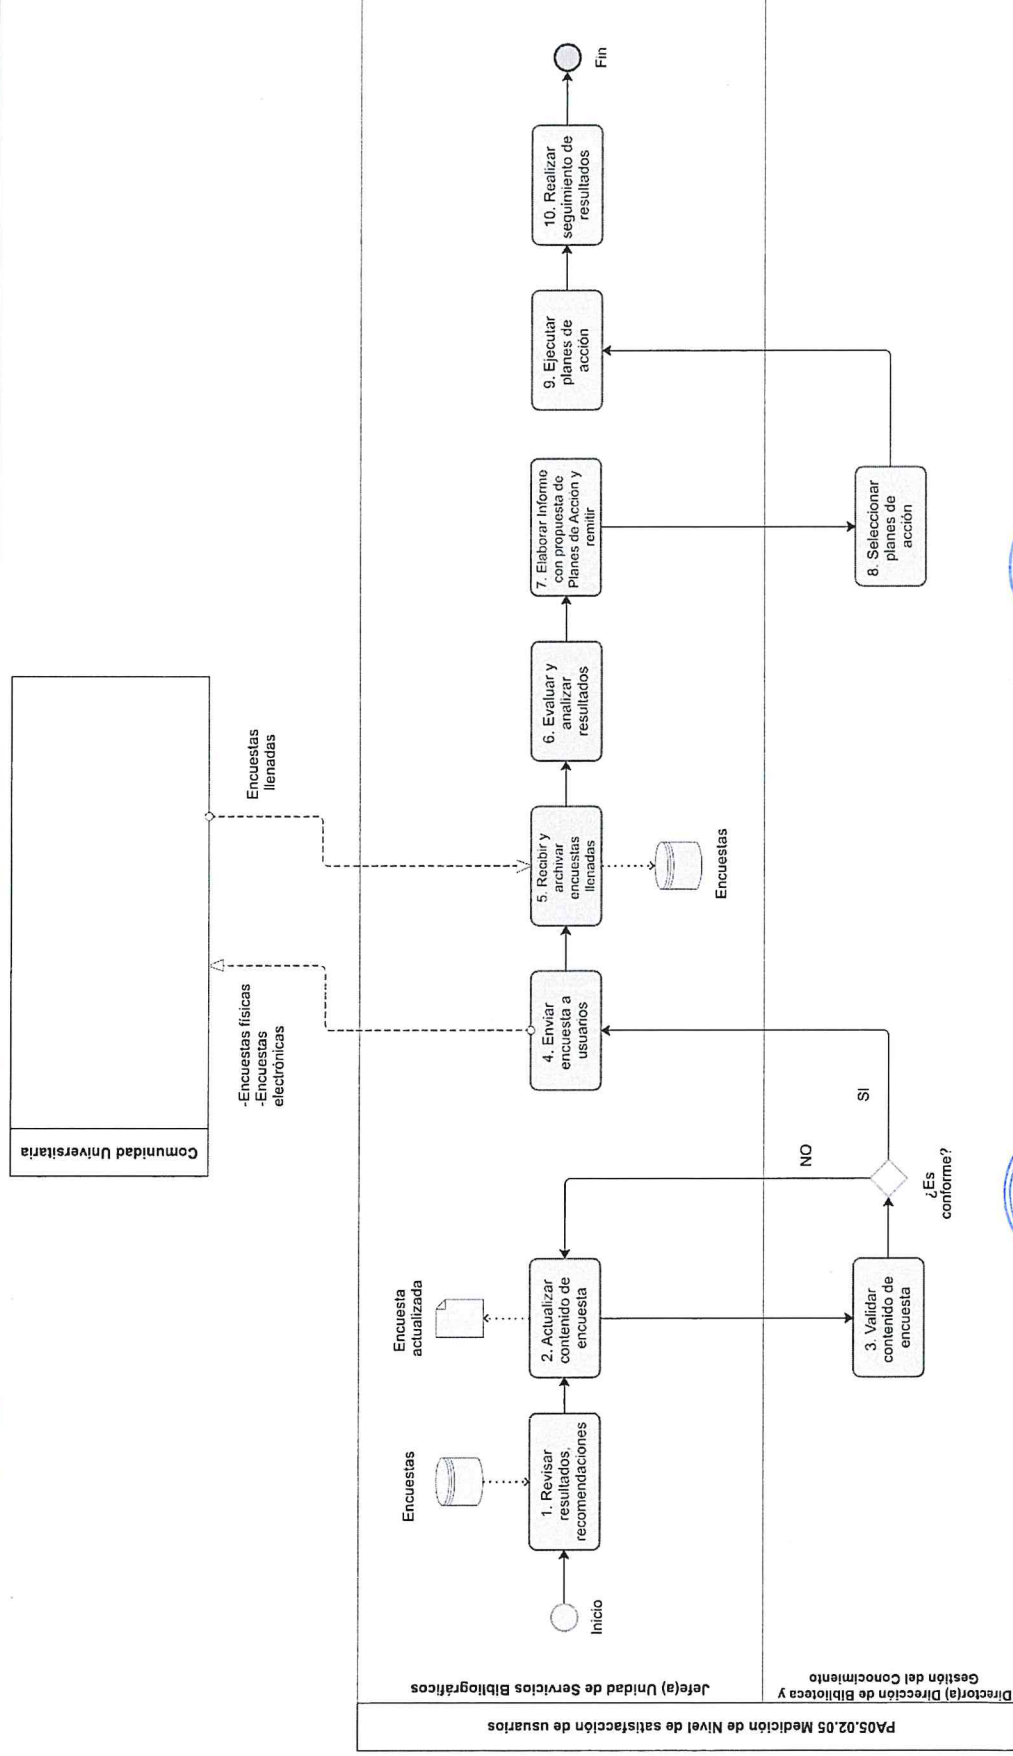 Comunidad Universitaria
-Encuestas físicas
-Encuestas
electrónicas
Encuestas
llenadas
PA05.02.05 Medición de Nivel de satisfacción de usuarios
Jefe(a) Unidad de Servicios Bibliográficos
Inicio
Encuestas
1. Revisar
resultados,
recomendaciones
Encuesta
actualizada
2. Actualizar
contenido de
encuesta
4. Enviar
encuesta a
usuarios
5. Recibir y
archivar
encuestas
llenadas
Encuestas
6. Evaluar y
analizar
resultados
7. Elaborar Informe
con propuesta de
Planes de Acción y
remitir
9. Ejecutar
planes de
acción
10. Realizar
seguimiento de
resultados
Fin
Director(a) Dirección de Biblioteca y
Gestión del Conocimiento
3. Validar
contenido de
encuesta
¿Es
conforme?
NO
SI
8. Seleccionar
planes de
acción